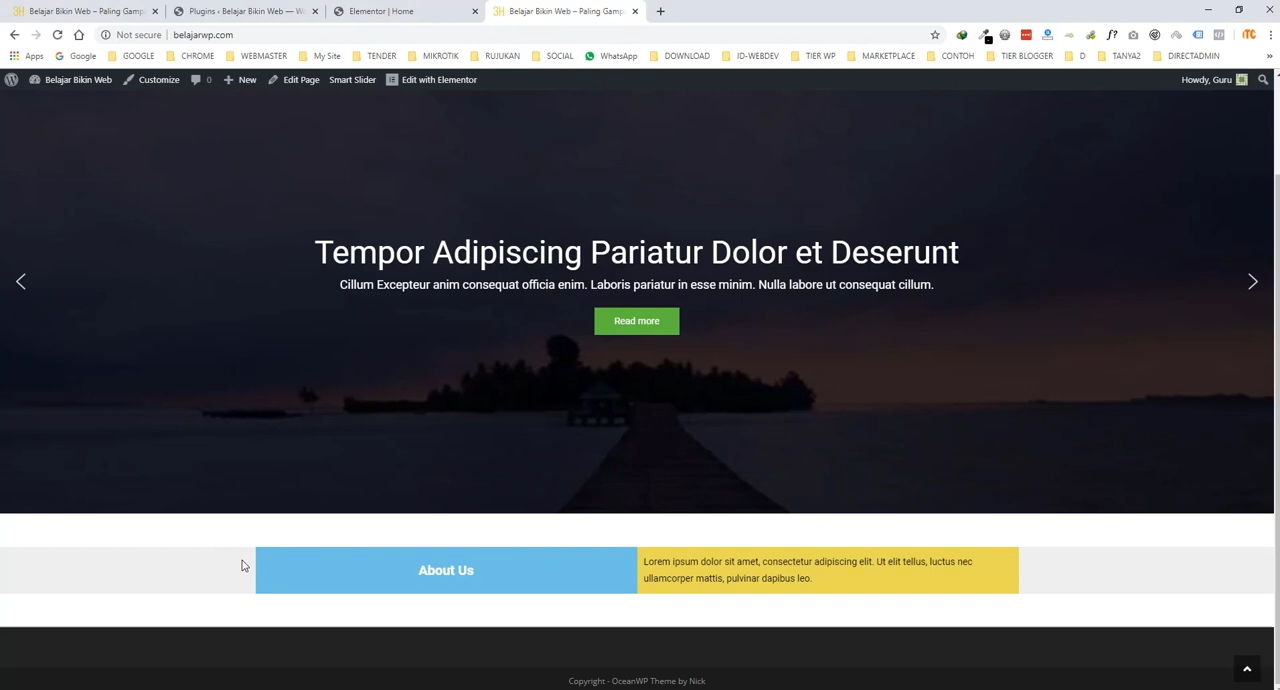 Belajar Bikin Web – Paling Gamp
Plugins ‹ Belajar Bikin Web — W
Elementor | Home
Belajar Bikin Web – Paling Gamp
Not secure
belajarwp.com
Apps
Google
GOOGLE
CHROME
WEBMASTER
My Site
TENDER
MIKROTIK
RUJUKAN
SOCIAL
WhatsApp
DOWNLOAD
ID-WEBDEV
TIER WP
MARKETPLACE
CONTOH
TIER BLOGGER
D
TANYA2
DIRECTADMIN
Belajar Bikin Web
Customize
0
New
Edit Page
Smart Slider
Edit with Elementor
Howdy, Guru
Tempor Adipiscing Pariatur Dolor et Deserunt
Cillum Excepteur anim consequat officia enim. Laboris pariatur in esse minim. Nulla labore ut consequat cillum.
Read more
About Us
Lorem ipsum dolor sit amet, consectetur adipiscing elit. Ut elit tellus, luctus nec
ullamcorper mattis, pulvinar dapibus leo.
Copyright - OceanWP Theme by Nick